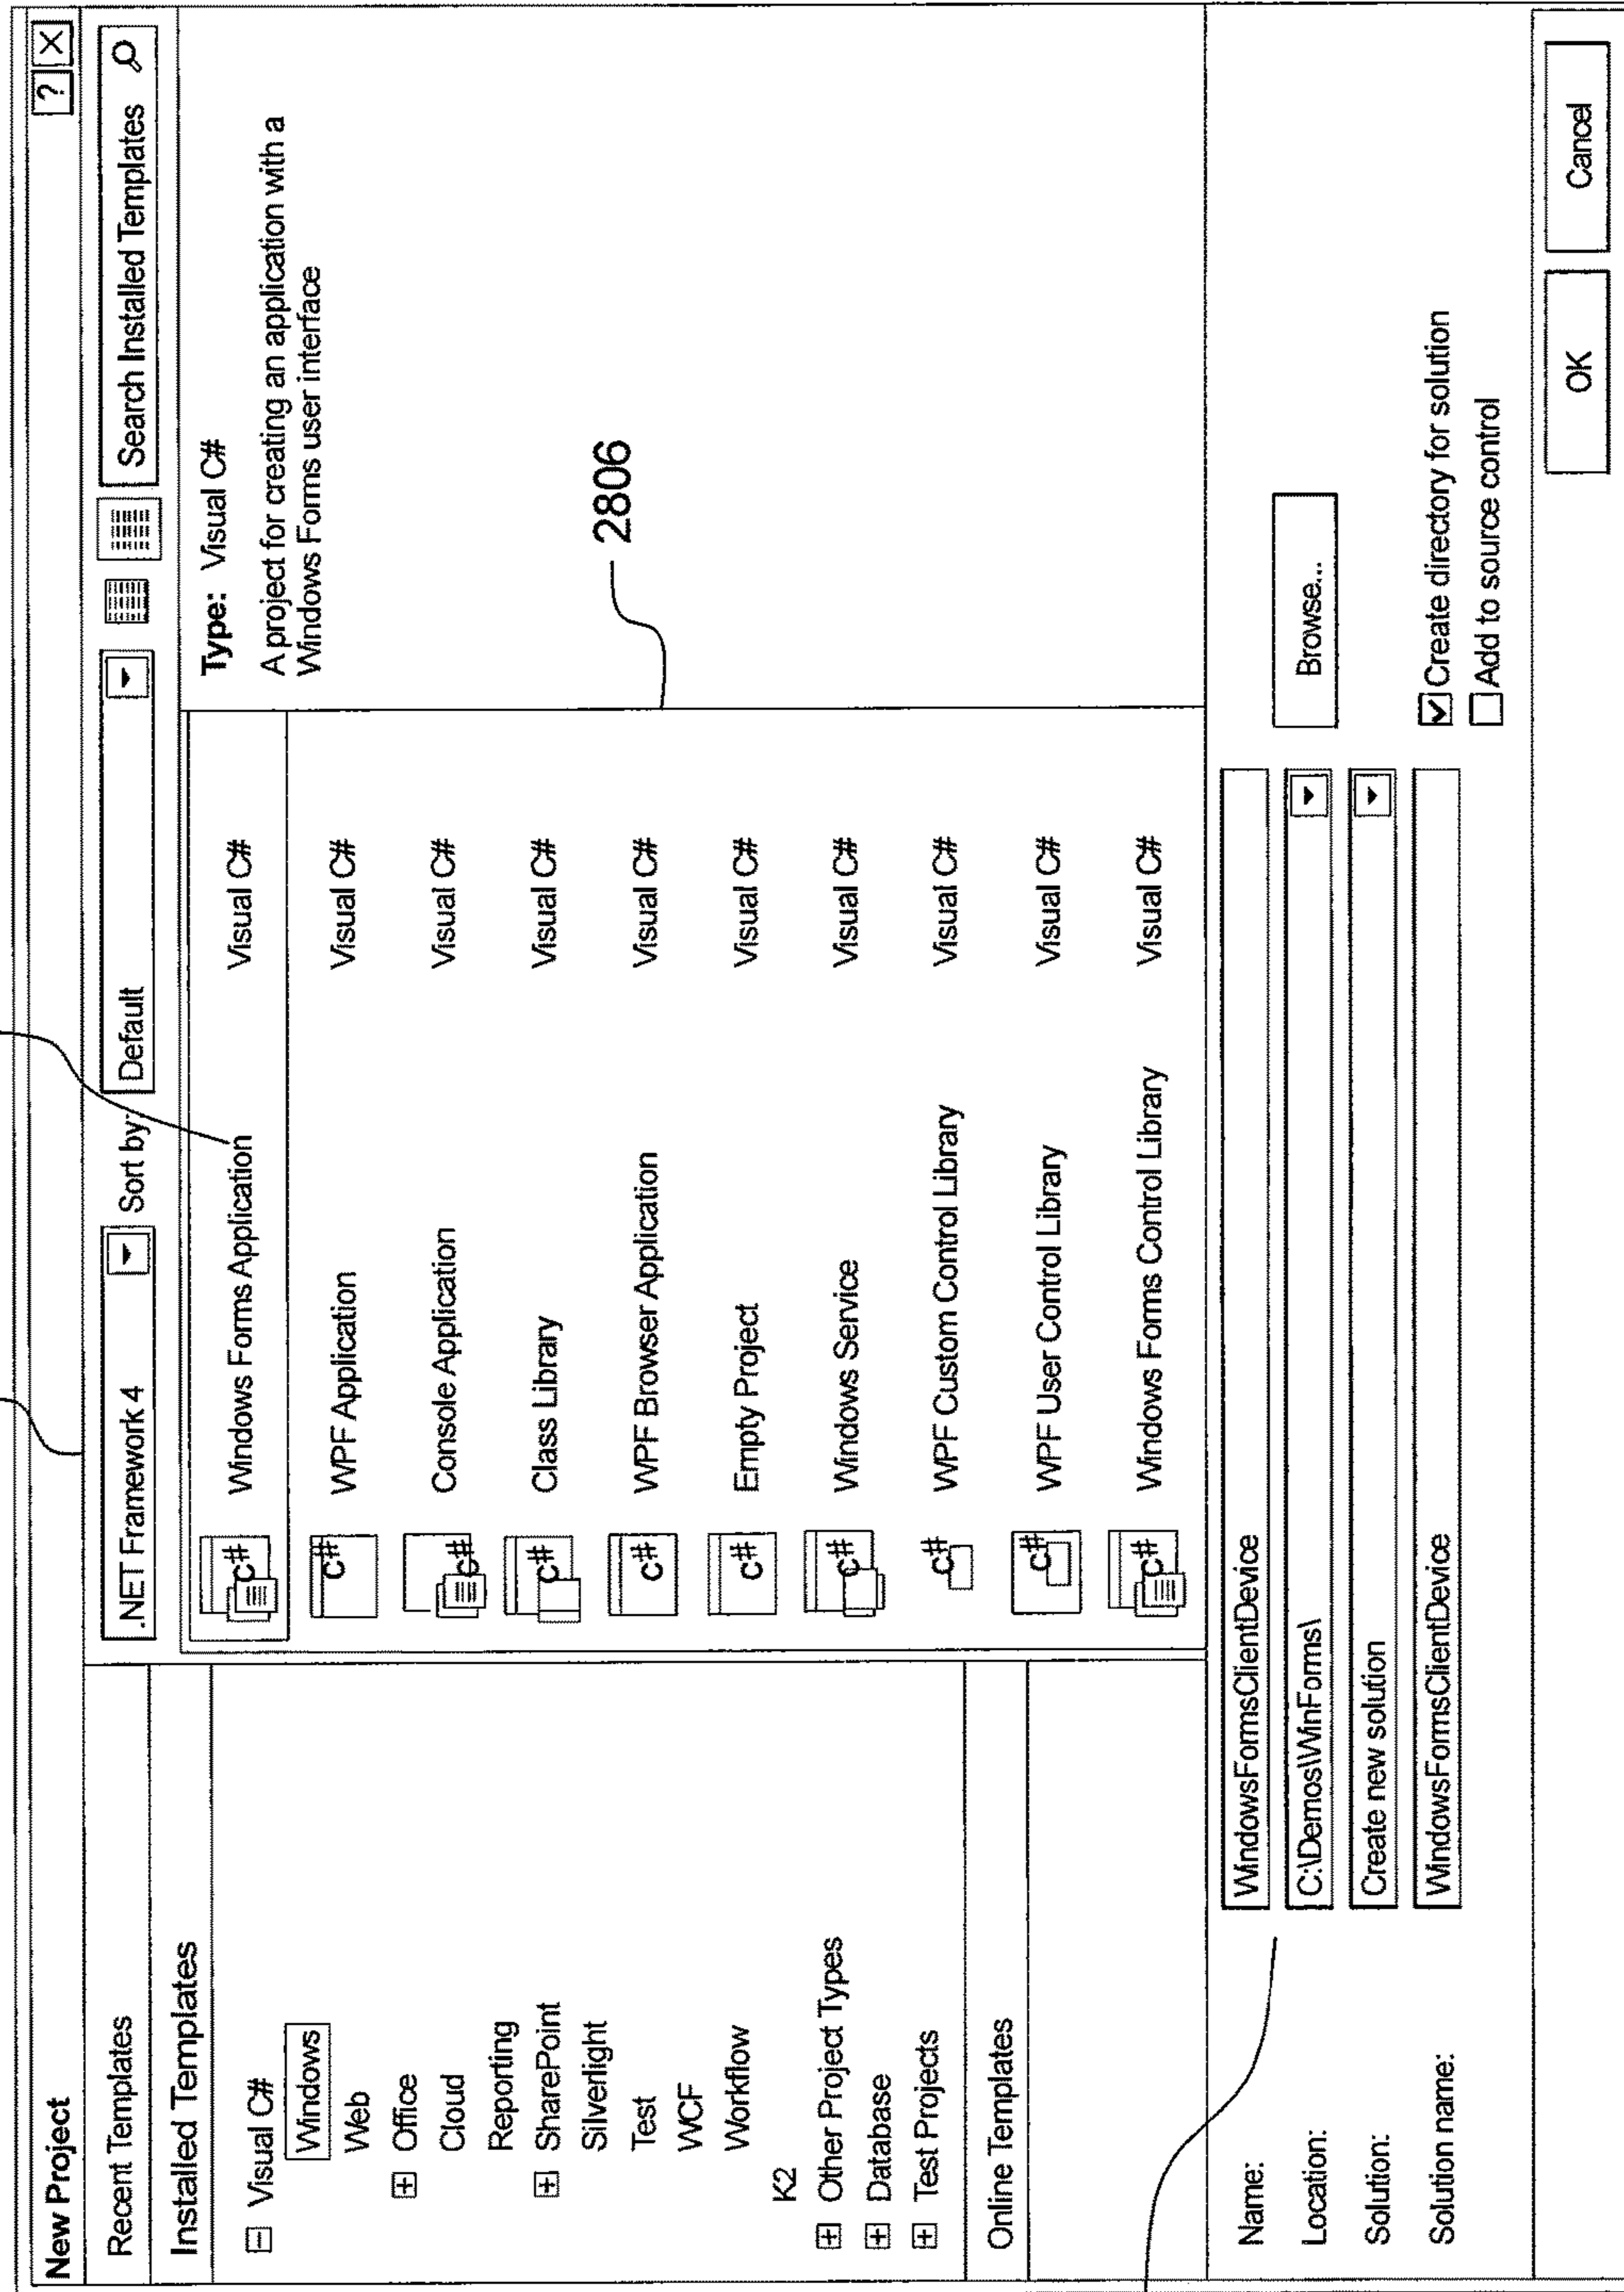 New Project
? X
Recent Templates
.NET Framework 4 Sort by: Default
Search Installed Templates
Installed Templates
Visual C#
Windows
Web
Office
Cloud
Reporting
SharePoint
Silverlight
Test
WCF
Workflow
K2
Other Project Types
Database
Test Projects
Online Templates
C# Windows Forms Application Visual C#
C# WPF Application Visual C#
C# Console Application Visual C#
C# Class Library Visual C#
C# WPF Browser Application Visual C#
C# Empty Project Visual C#
C# Windows Service Visual C#
C# WPF Custom Control Library Visual C#
C# WPF User Control Library Visual C#
C# Windows Forms Control Library Visual C#
Type: Visual C#
A project for creating an application with a
Windows Forms user interface
2806
Name: WindowsFormsClientDevice
Location: C:\Demos\WinForms\ Browse...
Solution: Create new solution
Solution name: WindowsFormsClientDevice
Create directory for solution
Add to source control
OK Cancel